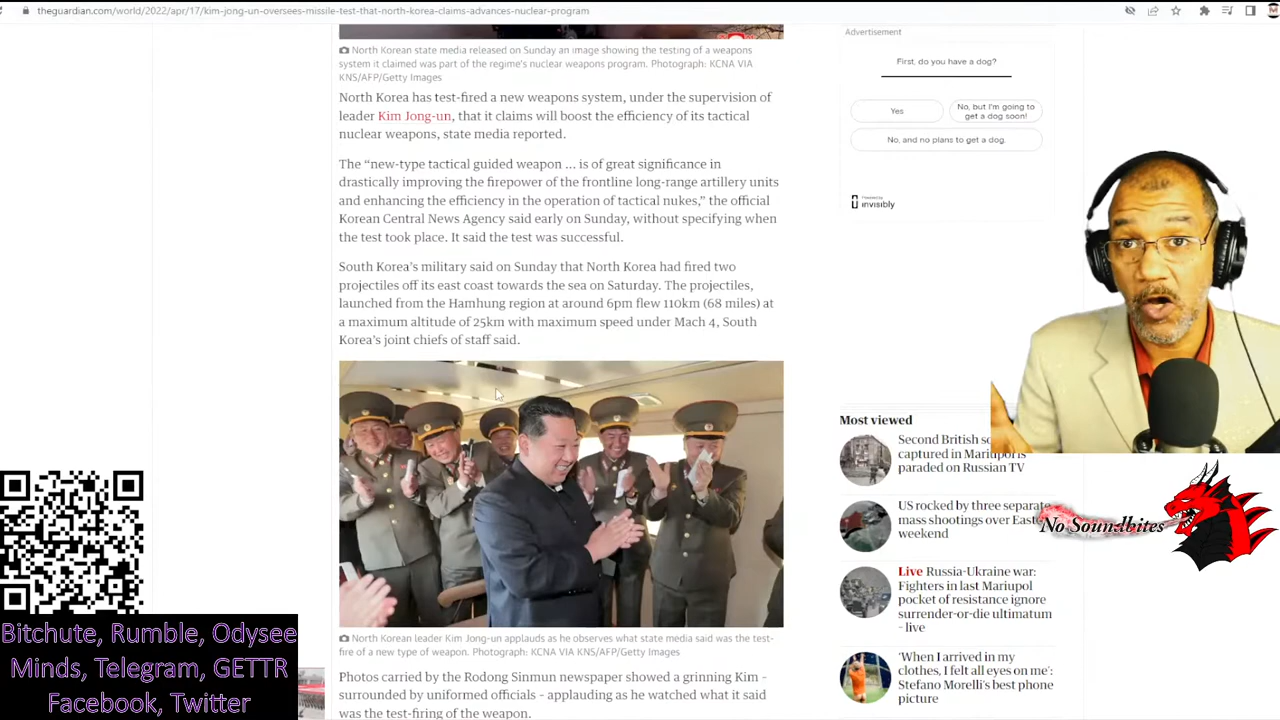 theguardian.com/world/2022/apr/17/kim-jong-un-oversees-missile-test-that-north-korea-claims-advances-nuclear-program
North Korean state media released on Sunday an image showing the testing of a weapons
system it claimed was part of the regime's nuclear weapons program. Photograph: KCNA VIA
KNS/AFP/Getty Images
North Korea has test-fired a new weapons system, under the supervision of
leader Kim Jong-un, that it claims will boost the efficiency of its tactical
nuclear weapons, state media reported.
The “new-type tactical guided weapon … is of great significance in
drastically improving the firepower of the frontline long-range artillery units
and enhancing the efficiency in the operation of tactical nukes,” the official
Korean Central News Agency said early on Sunday, without specifying when
the test took place. It said the test was successful.
South Korea’s military said on Sunday that North Korea had fired two
projectiles off its east coast towards the sea on Saturday. The projectiles,
launched from the Hamhung region at around 6pm flew 110km (68 miles) at
a maximum altitude of 25km with maximum speed under Mach 4, South
Korea’s joint chiefs of staff said.
North Korean leader Kim Jong-un applauds as he observes what state media said was the test-
fire of a new type of weapon. Photograph: KCNA VIA KNS/AFP/Getty Images
Photos carried by the Rodong Sinmun newspaper showed a grinning Kim –
surrounded by uniformed officials – applauding as he watched what it said
was the test-firing of the weapon.
Advertisement
First, do you have a dog?
Yes
No, but I'm going to
get a dog soon!
No, and no plans to get a dog.
Powered by
invisibly
Most viewed
Second British so
captured in Mariupol is
paraded on Russian TV
US rocked by three separate
mass shootings over Easte
weekend
Live Russia-Ukraine war:
Fighters in last Mariupol
pocket of resistance ignore
surrender-or-die ultimatum
– live
‘When I arrived in my
clothes, I felt all eyes on me’:
Stefano Morelli’s best phone
picture
No Soundbites
Bitchute, Rumble, Odysee
Minds, Telegram, GETTR
Facebook, Twitter